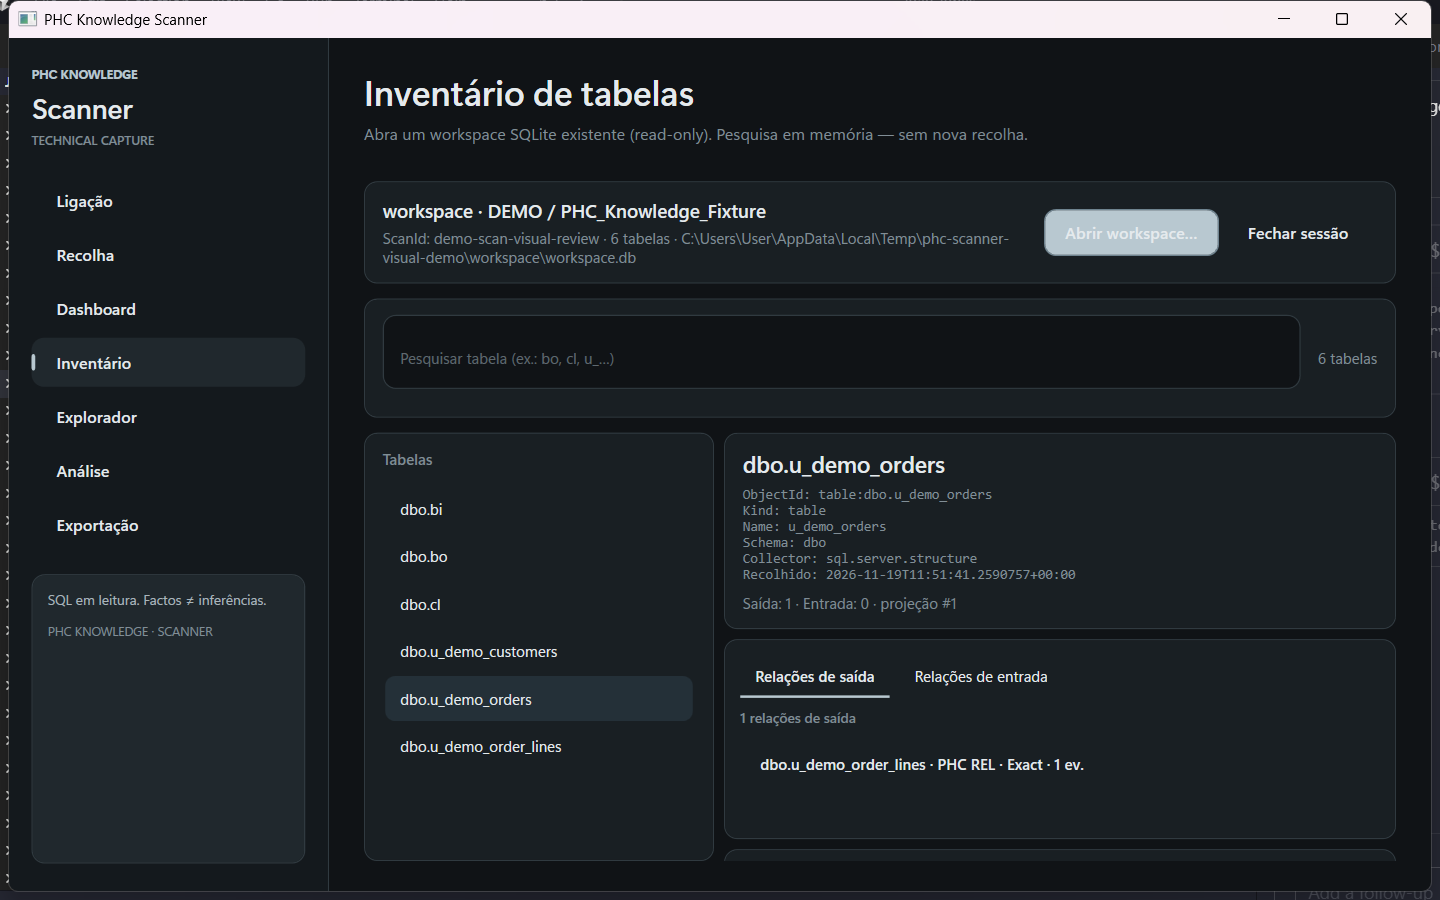 PHC Knowledge Scanner
PHC KNOWLEDGE
Scanner
TECHNICAL CAPTURE
Ligação
Recolha
Dashboard
Inventário
Explorador
Análise
Exportação
SQL em leitura. Factos ≠ inferências.
PHC KNOWLEDGE · SCANNER
Inventário de tabelas
Abra um workspace SQLite existente (read-only). Pesquisa em memória — sem nova recolha.
workspace · DEMO / PHC_Knowledge_Fixture
ScanId: demo-scan-visual-review · 6 tabelas · C:\Users\User\AppData\Local\Temp\phc-scanner-
visual-demo\workspace\workspace.db
Abrir workspace...
Fechar sessão
Pesquisar tabela (ex.: bo, cl, u_...)
6 tabelas
Tabelas
dbo.bi
dbo.bo
dbo.cl
dbo.u_demo_customers
dbo.u_demo_orders
dbo.u_demo_order_lines
dbo.u_demo_orders
ObjectId: table:dbo.u_demo_orders
Kind: table
Name: u_demo_orders
Schema: dbo
Collector: sql.server.structure
Recolhido: 2026-11-19T11:51:41.2590757+00:00
Saída: 1 · Entrada: 0 · projeção #1
Relações de saída
Relações de entrada
1 relações de saída
dbo.u_demo_order_lines · PHC REL · Exact · 1 ev.
Add a follow-up